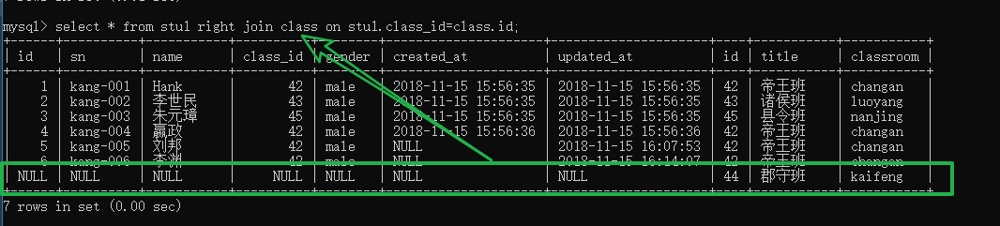 mysql> select * from stu1 right join class on stu1.class_id=class.id;
| id | sn | name | class_id | gender | created_at | updated_at | id | title | classroom |
| 1 | kang-001 | Hank | 42 | male | 2018-11-15 15:56:35 | 2018-11-15 15:56:35 | 42 | 帝王班 | changan |
| 2 | kang-002 | 李世民 | 43 | male | 2018-11-15 15:56:35 | 2018-11-15 15:56:35 | 43 | 诸侯班 | luoyang |
| 3 | kang-003 | 朱元璋 | 45 | male | 2018-11-15 15:56:35 | 2018-11-15 15:56:35 | 45 | 县令班 | nanjing |
| 4 | kang-004 | 嬴政 | 42 | male | 2018-11-15 15:56:36 | 2018-11-15 15:56:36 | 42 | 帝王班 | changan |
| 5 | kang-005 | 刘邦 | 42 | male | NULL | 2018-11-15 16:07:53 | 42 | 帝王班 | changan |
| 6 | kang-006 | 李渊 | 42 | male | NULL | 2018-11-15 16:14:07 | 42 | 帝王班 | changan |
| NULL | NULL | NULL | NULL | NULL | NULL | NULL | 44 | 郡守班 | kaifeng |
7 rows in set (0.00 sec)